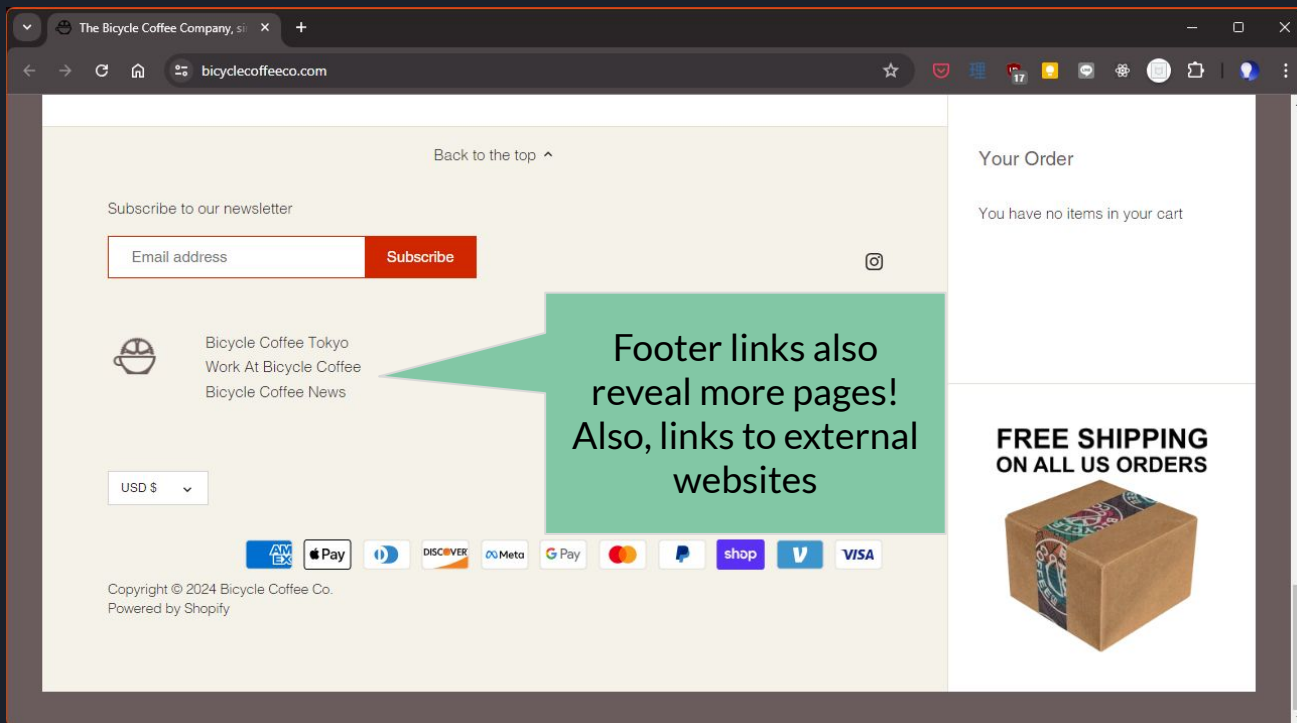 The Bicycle Coffee Company, si
bicyclecoffeeco.com
17
Back to the top
Subscribe to our newsletter
Email address
Subscribe
Bicycle Coffee Tokyo
Work At Bicycle Coffee
Bicycle Coffee News
Footer links also
reveal more pages!
Also, links to external
websites
USD $
AM EX
Pay
DISCOVER
Meta
G Pay
P
shop
V
VISA
Copyright © 2024 Bicycle Coffee Co.
Powered by Shopify
Your Order
You have no items in your cart
FREE SHIPPING
ON ALL US ORDERS